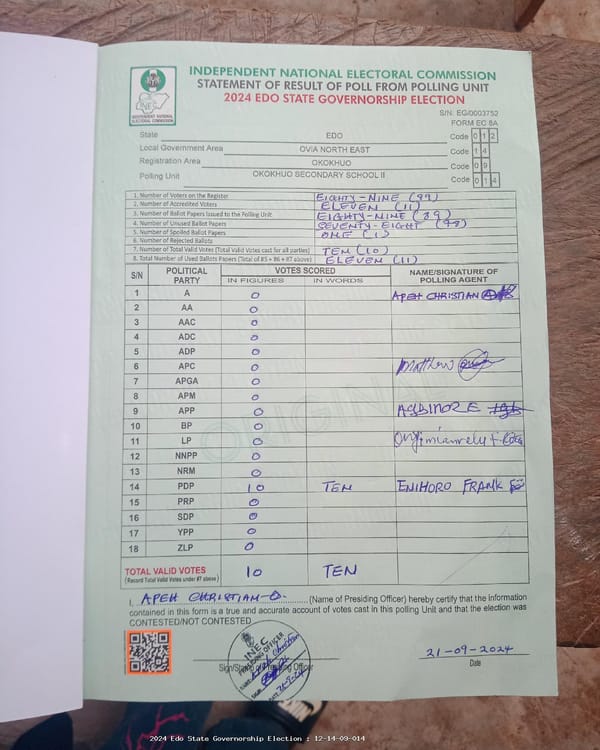 INDEPENDENT NATIONAL ELECTORAL COMMISSION
STATEMENT OF RESULT OF POLL FROM POLLING UNIT
2024 EDO STATE GOVERNORSHIP ELECTION
INEC
INDEPENDENT NATIONAL ELECTORAL COMMISSION
S/N: EG/0003752
FORM EC 8A
State EDO Code 0 1 2
Local Government Area OVIA NORTH EAST Code 1 4
Registration Area OKOKHUO Code 0 9
Polling Unit OKOKHUO SECONDARY SCHOOL II Code 0 1 4
1. Number of Voters on the Register EIGHTY-NINE (89)
2. Number of Accredited Voters ELEVEN (11)
3. Number of Ballot Papers Issued to the Polling Unit EIGHTY-NINE (89)
4. Number of Unused Ballot Papers SEVENTY-EIGHT (78)
5. Number of Spoiled Ballot Papers ONE (1)
6. Number of Rejected Ballots
7. Number of Total Valid Votes (Total Valid Votes cast for all parties) TEN (10)
8. Total Number of Used Ballots Papers (Total of #5 + #6 + #7 above) ELEVEN (11)
S/N POLITICAL PARTY VOTES SCORED NAME/SIGNATURE OF POLLING AGENT
IN FIGURES IN WORDS
1 A 0 APEH CHRISTIAN
2 AA 0
3 AAC 0
4 ADC 0
5 ADP 0
6 APC 0 Matthew
7 APGA 0
8 APM 0
9 APP 0
10 BP 0
11 LP 0
12 NNPP 0
13 NRM 0
14 PDP 10 TEN ENIHORO FRANK
15 PRP 0
16 SDP 0
17 YPP 0
18 ZLP 0
ORIGINAL
TOTAL VALID VOTES 10 TEN
(Record Total Valid Votes under #7 above)
I, APEH CHRISTIAN O. (Name of Presiding Officer) hereby certify that the information
contained in this form is a true and accurate account of votes cast in this polling Unit and that the election was
CONTESTED/NOT CONTESTED
INEC
PRESIDING OFFICER
Sign/Stamp of Presiding Officer
21-09-2024
Date
2024 Edo State Governorship Election : 12-14-09-014